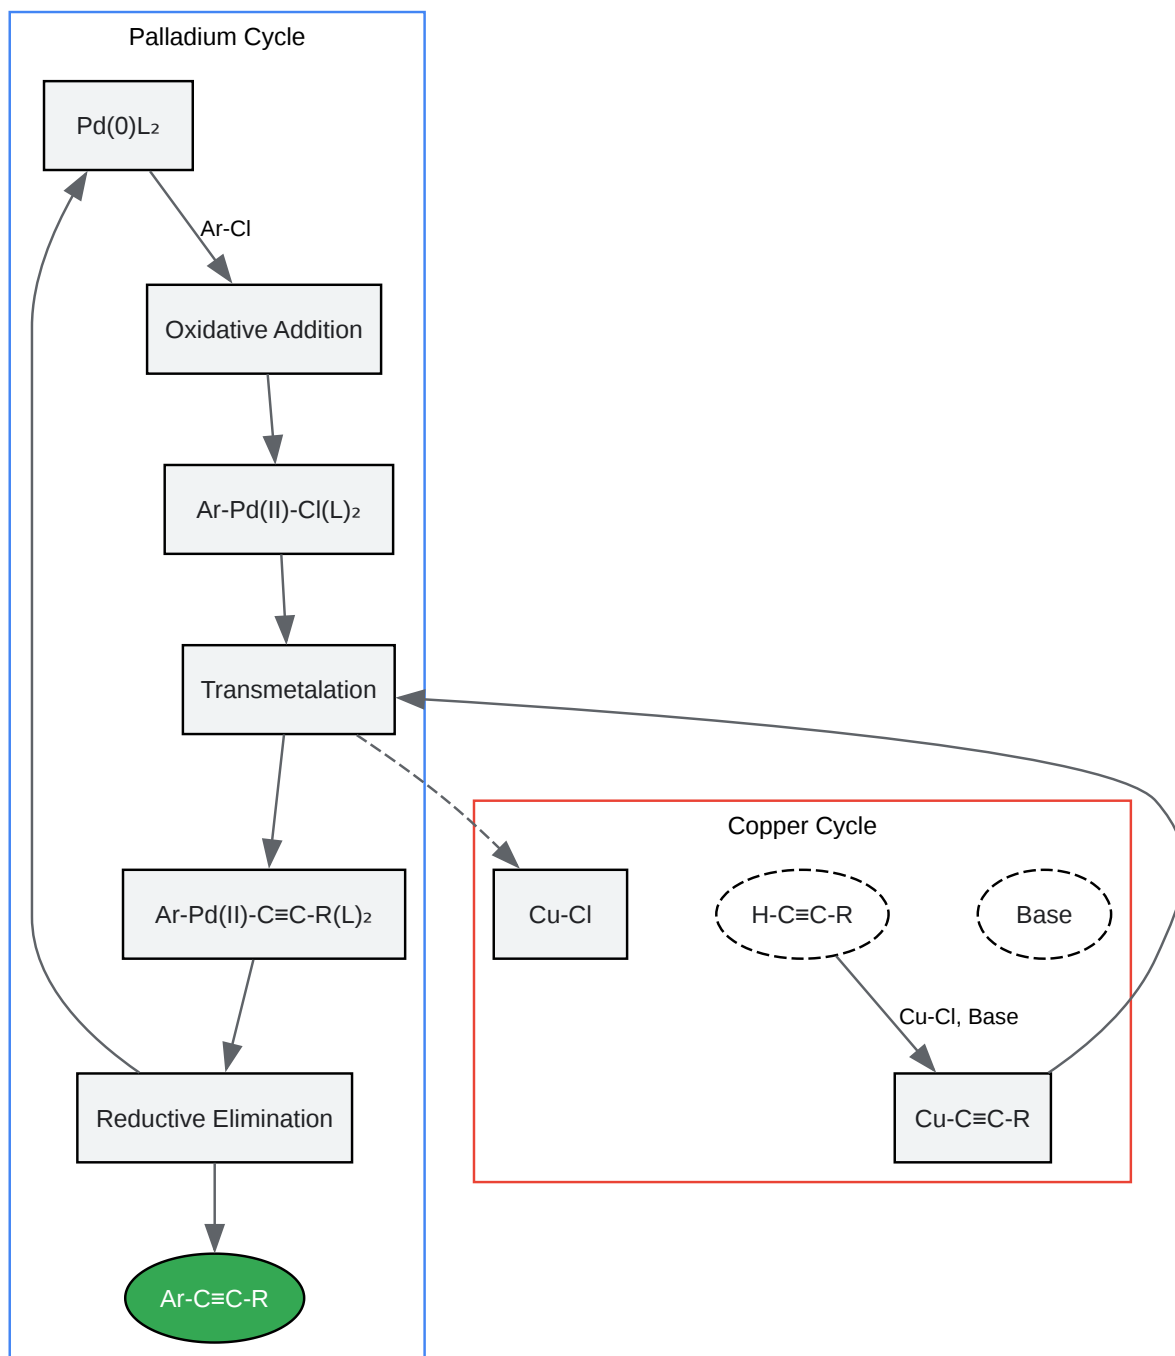 Palladium Cycle
Pd(0)L₂
Ar-Cl
Oxidative Addition
Ar-Pd(II)-Cl(L)₂
Transmetalation
Ar-Pd(II)-C≡C-R(L)₂
Reductive Elimination
Ar-C≡C-R
Copper Cycle
Cu-Cl
H-C≡C-R
Base
Cu-Cl, Base
Cu-C≡C-R